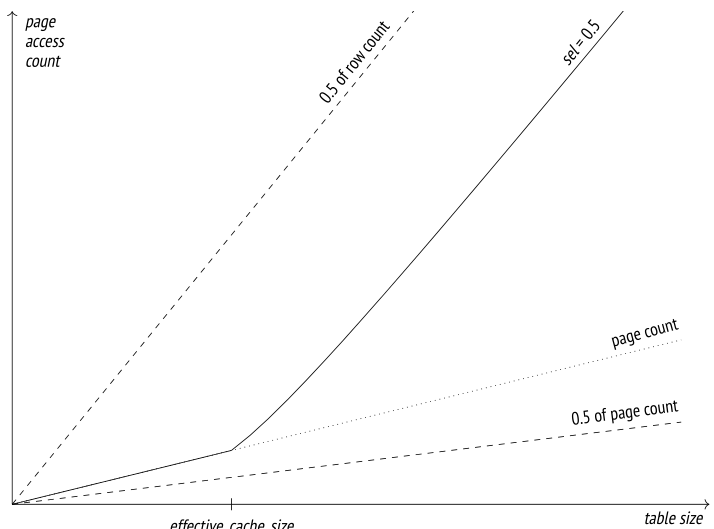 page
access
count
0.5 of row count
sel = 0.5
page count
0.5 of page count
table size
effective_cache_size